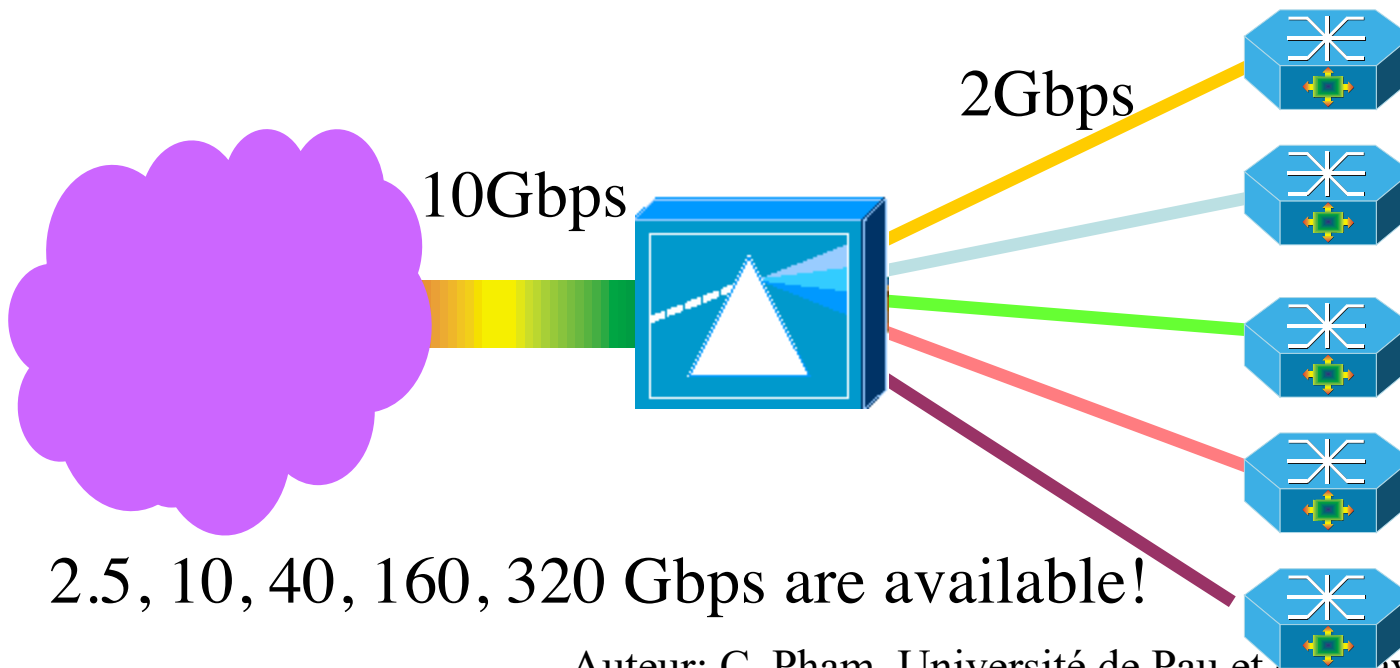 2Gbps
10Gbps
2.5, 10, 40, 160, 320 Gbps are available!
Auteur: C. Pham, Université de Pau et